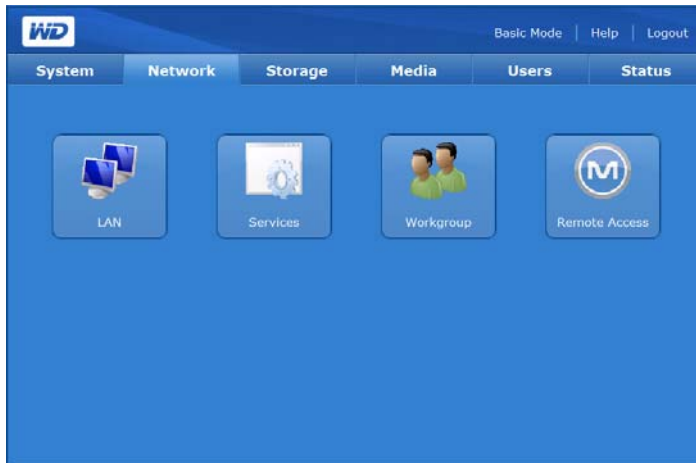 WD
Basic Mode | Help | Logout
System Network Storage Media Users Status
M
LAN Services Workgroup Remote Access